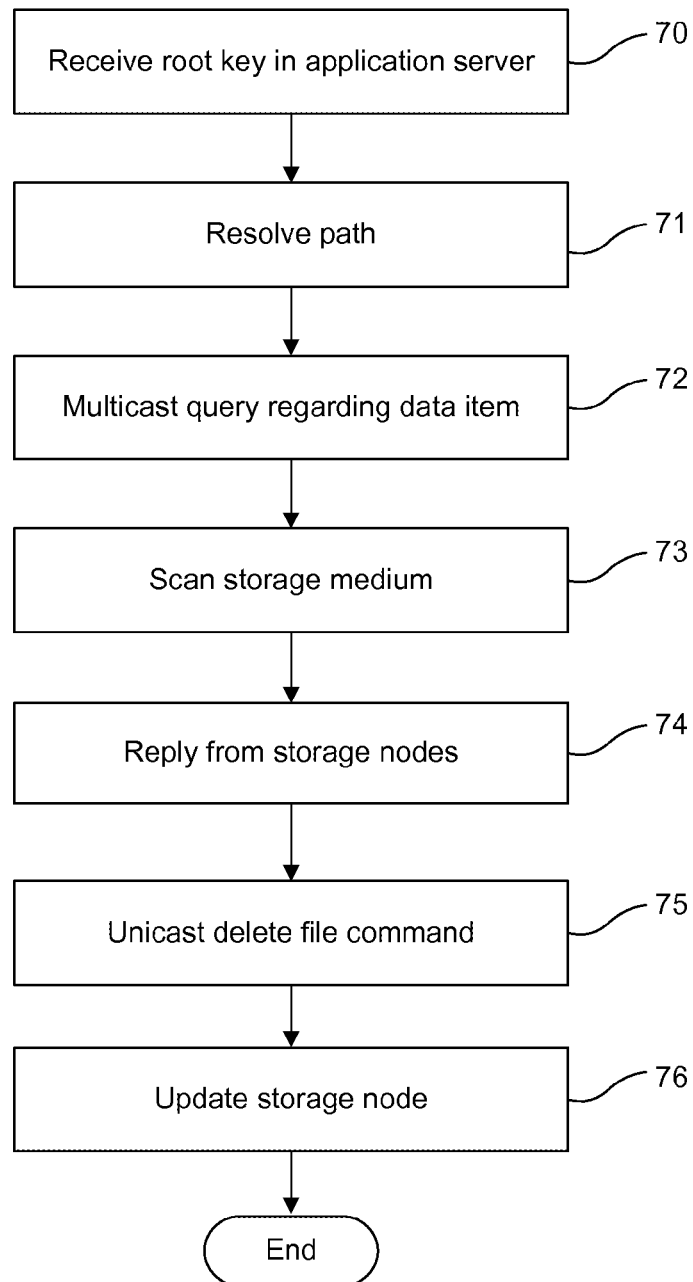 Receive root key in application server
70
Resolve path
71
Multicast query regarding data item
72
Scan storage medium
73
Reply from storage nodes
74
Unicast delete file command
75
Update storage node
76
End